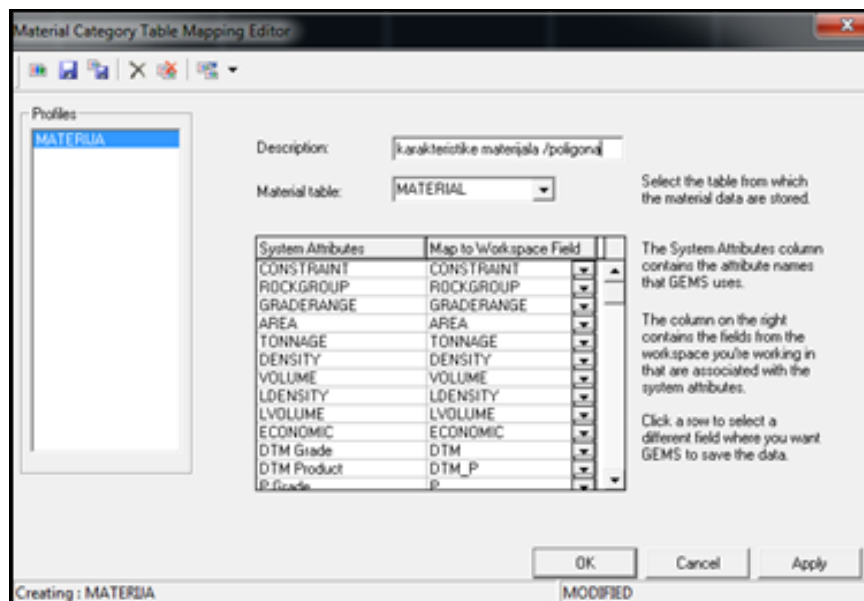 Material Category Table Mapping Editor
Profiles
MATERIJA
Description:
karakteristike materijala /poligona
Material table:
MATERIAL
Select the table from which
the material data are stored.
System Attributes Map to Workspace Field
CONSTRAINT CONSTRAINT
ROCKGROUP ROCKGROUP
GRADERANGE GRADERANGE
AREA AREA
TONNAGE TONNAGE
DENSITY DENSITY
VOLUME VOLUME
LDENSITY LDENSITY
LVOLUME LVOLUME
ECONOMIC ECONOMIC
DTM Grade DTM
DTM Product DTM_P
P Grade P
The System Attributes column
contains the attribute names
that GEMS uses.
The column on the right
contains the fields from the
workspace you're working in
that are associated with the
system attributes.
Click a row to select a
different field where you want
GEMS to save the data.
OK Cancel Apply
Creating : MATERIJA MODIFIED